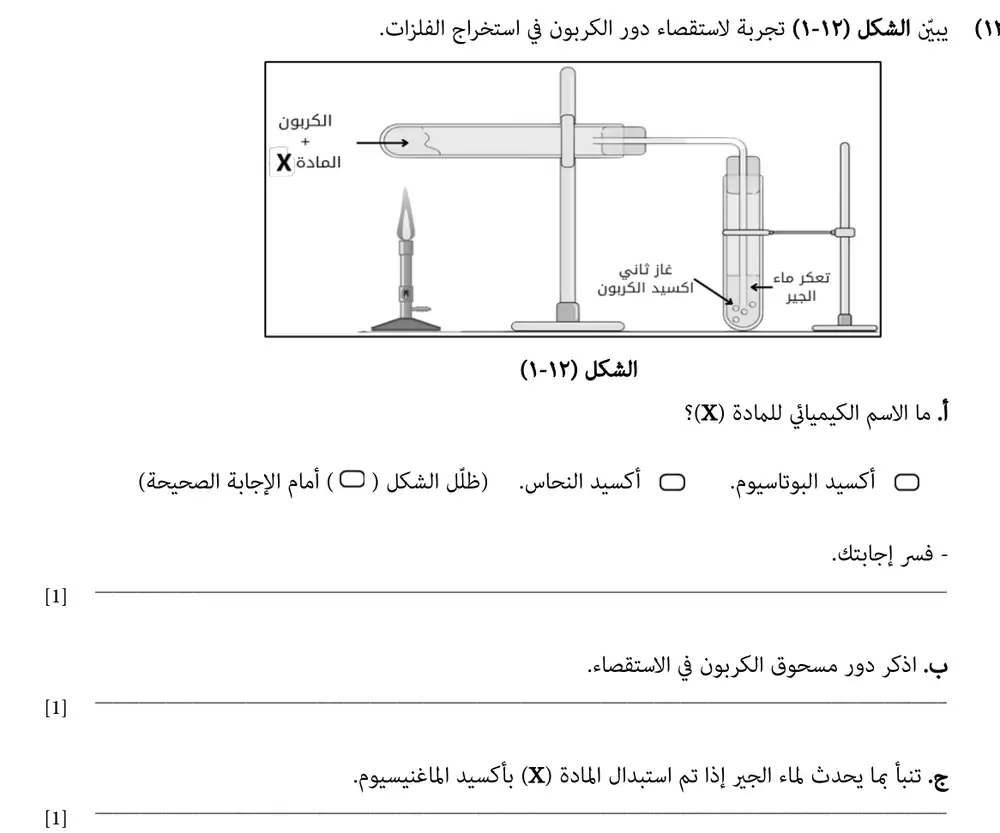 ١٢) يبيّن الشكل (١٢-١) تجربة لاستقصاء دور الكربون في استخراج الفلزات.
الكربون
+
المادة X
غاز ثاني
اكسيد الكربون
تعكر ماء
الجير
الشكل (١٢-١)
أ. ما الاسم الكيميائي للمادة (X)؟
أكسيد البوتاسيوم. أكسيد النحاس. (ظلّل الشكل ( ) أمام الإجابة الصحيحة)
- فسر إجابتك.
[1]
ب. اذكر دور مسحوق الكربون في الاستقصاء.
[1]
ج. تنبأ بما يحدث لماء الجير إذا تم استبدال المادة (X) بأكسيد الماغنيسيوم.
[1]